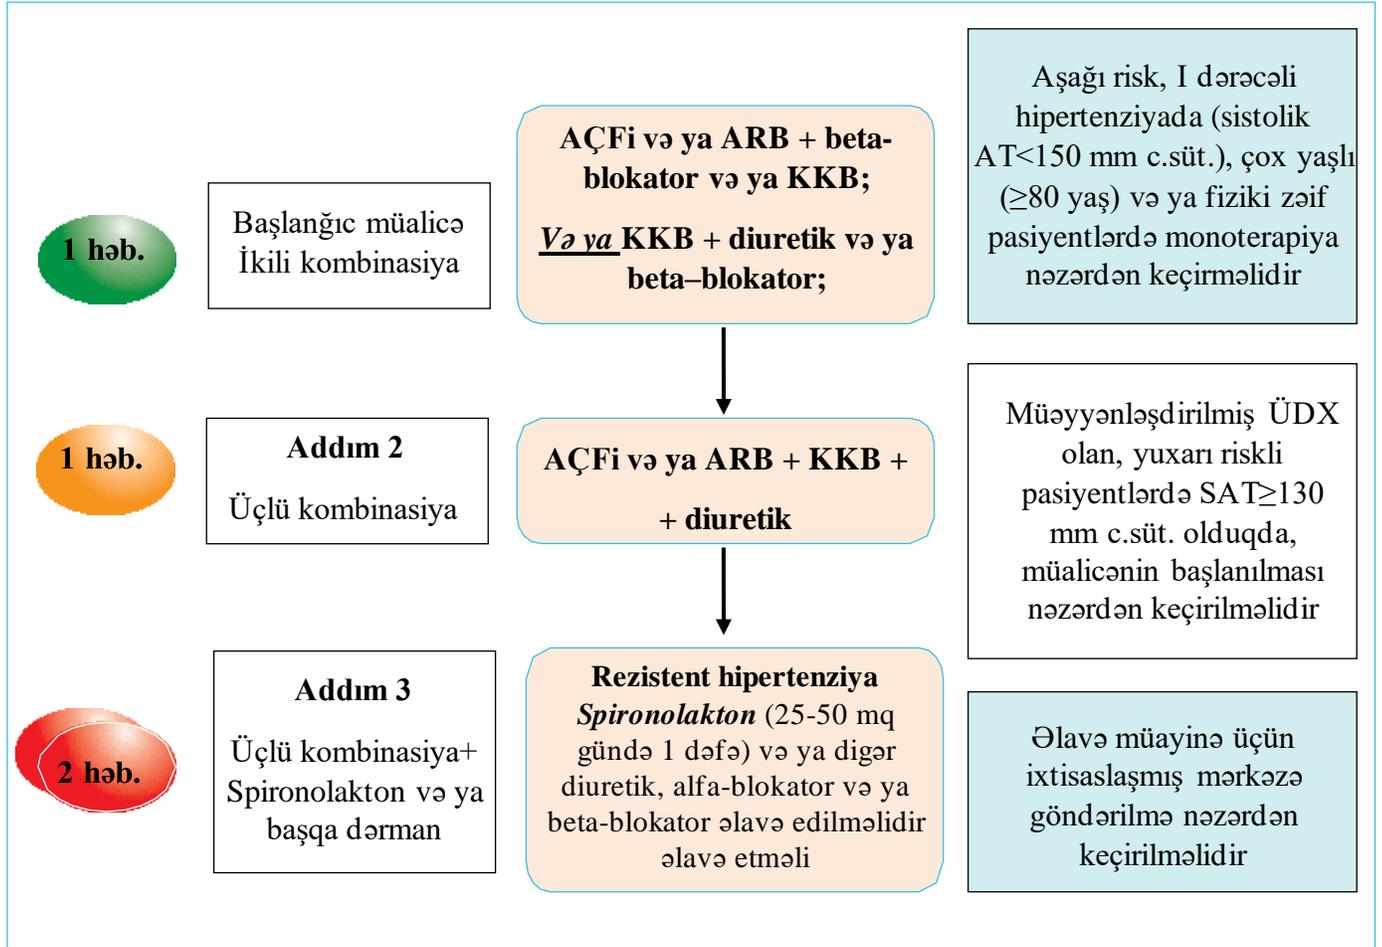 1 həb.
Başlanğıc müalicə
İkili kombinasiya
AÇFi və ya ARB + beta-
blokator və ya KKB;
Və ya KKB + diuretik və ya
beta–blokator;
Aşağı risk, I dərəcəli
hipertenziyada (sistolik
AT<150 mm c.süt.), çox yaşlı
(≥80 yaş) və ya fiziki zəif
pasiyentlərdə monoterapiya
nəzərdən keçirməlidir
1 həb.
Addım 2
Üçlü kombinasiya
AÇFi və ya ARB + KKB +
+ diuretik
Müəyyənləşdirilmiş ÜDX
olan, yuxarı riskli
pasiyentlərdə SAT≥130
mm c.süt. olduqda,
müalicənin başlanılması
nəzərdən keçirilməlidir
2 həb.
Addım 3
Üçlü kombinasiya+
Spironolakton və ya
başqa dərman
Rezistent hipertenziya
Spironolakton (25-50 mq
gündə 1 dəfə) və ya digər
diuretik, alfa-blokator və ya
beta-blokator əlavə edilməlidir
əlavə etməli
Əlavə müayinə üçün
ixtisaslaşmış mərkəzə
göndərilmə nəzərdən
keçirilməlidir